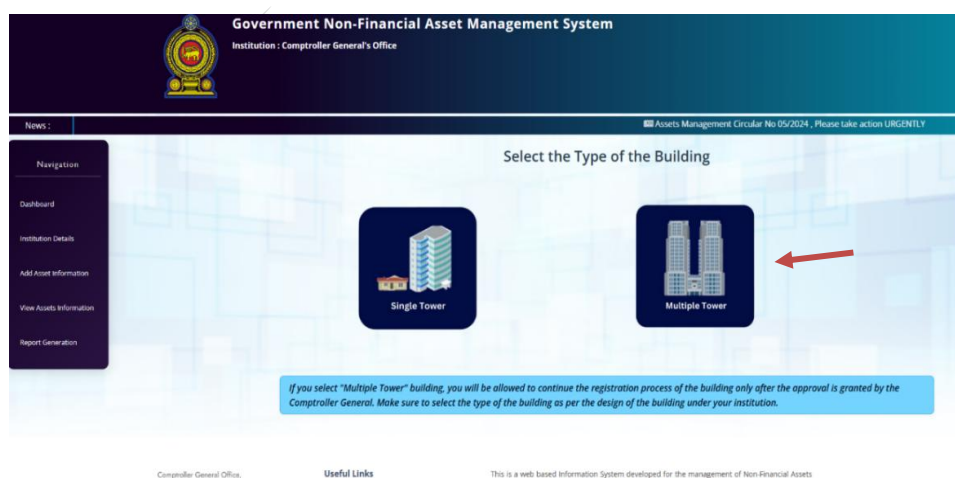 Government Non-Financial Asset Management System
Institution : Comptroller General's Office
News :
Assets Management Circular No 05/2024 , Please take action URGENTLY
Navigation
Dashboard
Institution Details
Add Asset Information
View Assets Information
Report Generation
Select the Type of the Building
Single Tower
Multiple Tower
If you select "Multiple Tower" building, you will be allowed to continue the registration process of the building only after the approval is granted by the
Comptroller General. Make sure to select the type of the building as per the design of the building under your institution.
Comptroller General Office,
Useful Links
This is a web based Information System developed for the management of Non-Financial Assets